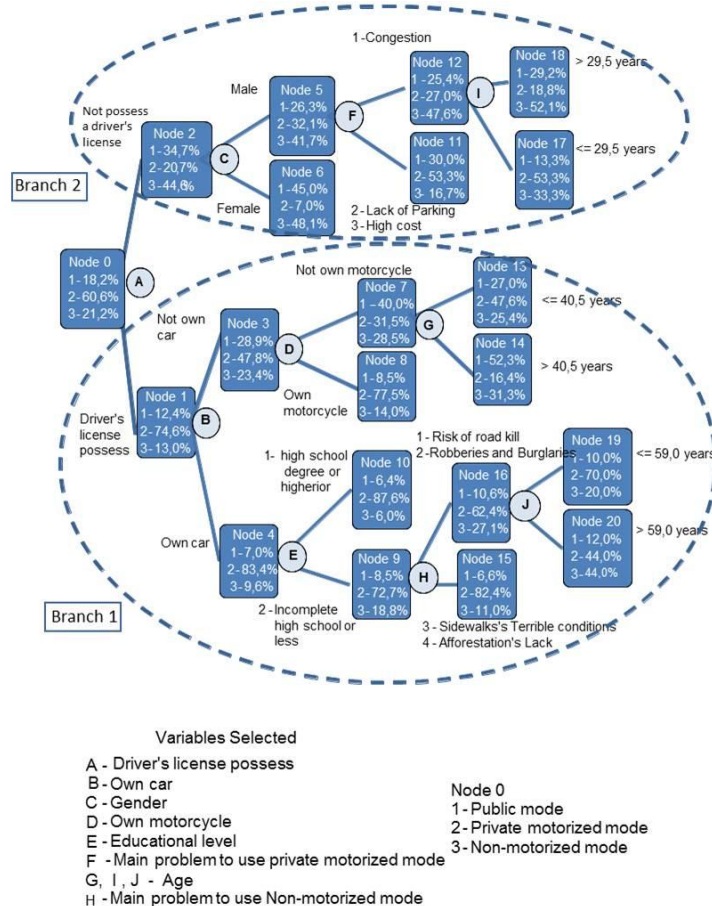 1-Congestion
Node 12
1-25,4%
2-27,0%
3-47,6%
I
Node 18
1-29,2%
2-18,8%
3-52,1%
> 29,5 years
Male
Node 5
1-26,3%
2-32,1%
3-41,7%
F
Not possess
a driver's
license
Node 2
1-34,7%
2-20,7%
3-44,6%
C
Node 11
1-30,0%
2-53,3%
3-16,7%
Node 17
1-13,3%
2-53,3%
3-33,3%
<= 29,5 years
Branch 2
Node 6
1-45,0%
2-7,0%
3-48,1%
Female
2-Lack of Parking
3-High cost
Node 0
1-18,2%
2-60,6%
3-21,2%
A
Not own motorcycle
Node 7
1-40,0%
2-31,5%
3-28,5%
G
Node 13
1-27,0%
2-47,6%
3-25,4%
<= 40,5 years
Not own
car
Node 3
1-28,9%
2-47,8%
3-23,4%
D
Node 8
1-8,5%
2-77,5%
3-14,0%
Node 14
1-52,3%
2-16,4%
3-31,3%
> 40,5 years
Own
motorcycle
Driver's
license
possess
Node 1
1-12,4%
2-74,6%
3-13,0%
B
1- high school
degree or
higherior
Node 10
1-6,4%
2-87,6%
3-6,0%
1-Risk of road kill
2-Robberies and Burglaries
Node 16
1-10,6%
2-62,4%
3-27,1%
J
Node 19
1-10,0%
2-70,0%
3-20,0%
<= 59,0 years
Own car
Node 4
1-7,0%
2-83,4%
3-9,6%
E
Node 9
1-8,5%
2-72,7%
3-18,8%
H
Node 15
1-6,6%
2-82,4%
3-11,0%
Node 20
1-12,0%
2-44,0%
3-44,0%
> 59,0 years
Branch 1
2-Incomplete
high school or
less
3 - Sidewalks's Terrible conditions
4 - Afforestation's Lack
Variables Selected
A - Driver's license possess
B - Own car
C - Gender
D - Own motorcycle
E - Educational level
F - Main problem to use private motorized mode
G, I , J - Age
H - Main problem to use Non-motorized mode
Node 0
1-Public mode
2-Private motorized mode
3-Non-motorized mode